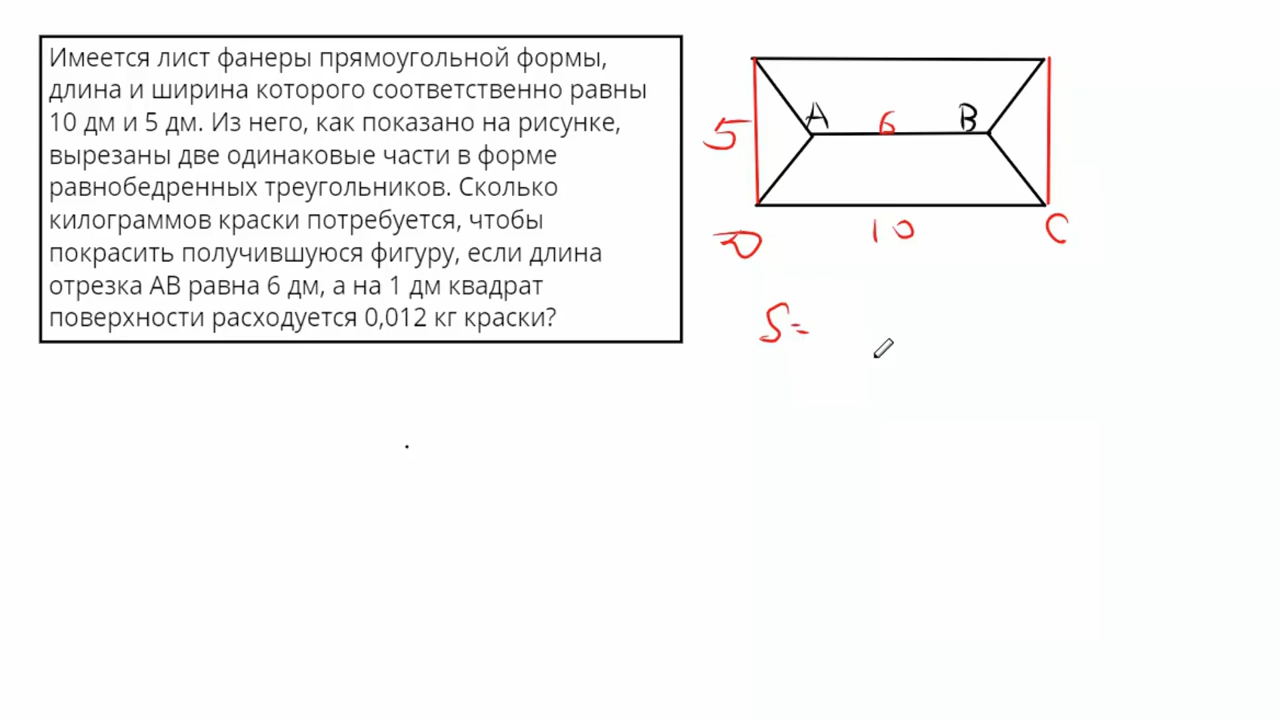 Имеется лист фанеры прямоугольной формы,
длина и ширина которого соответственно равны
10 дм и 5 дм. Из него, как показано на рисунке,
вырезаны две одинаковые части в форме
равнобедренных треугольников. Сколько
килограммов краски потребуется, чтобы
покрасить получившуюся фигуру, если длина
отрезка АВ равна 6 дм, а на 1 дм квадрат
поверхности расходуется 0,012 кг краски?
A 6 B
5
D 10 C
S=